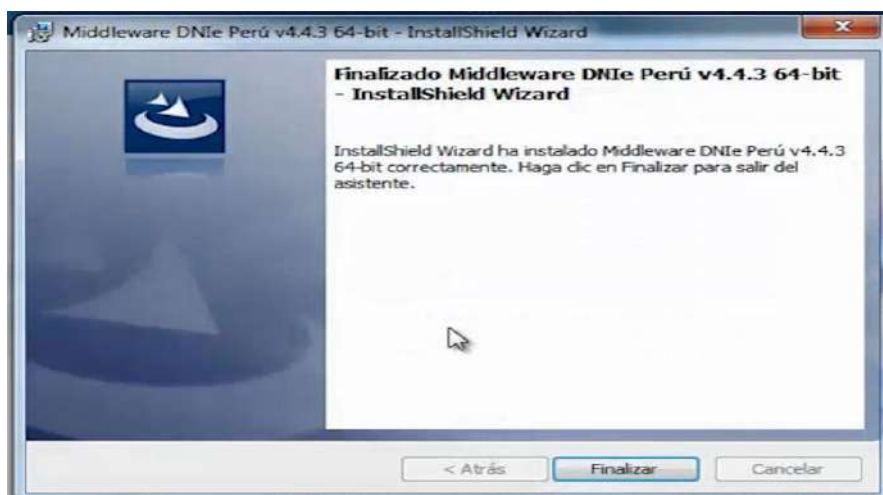 Middleware DNIe Perú v4.4.3 64-bit - InstallShield Wizard
Finalizado Middleware DNIe Perú v4.4.3 64-bit
- InstallShield Wizard
InstallShield Wizard ha instalado Middleware DNIe Perú v4.4.3
64-bit correctamente. Haga clic en Finalizar para salir del
asistente.
< Atrás
Finalizar
Cancelar